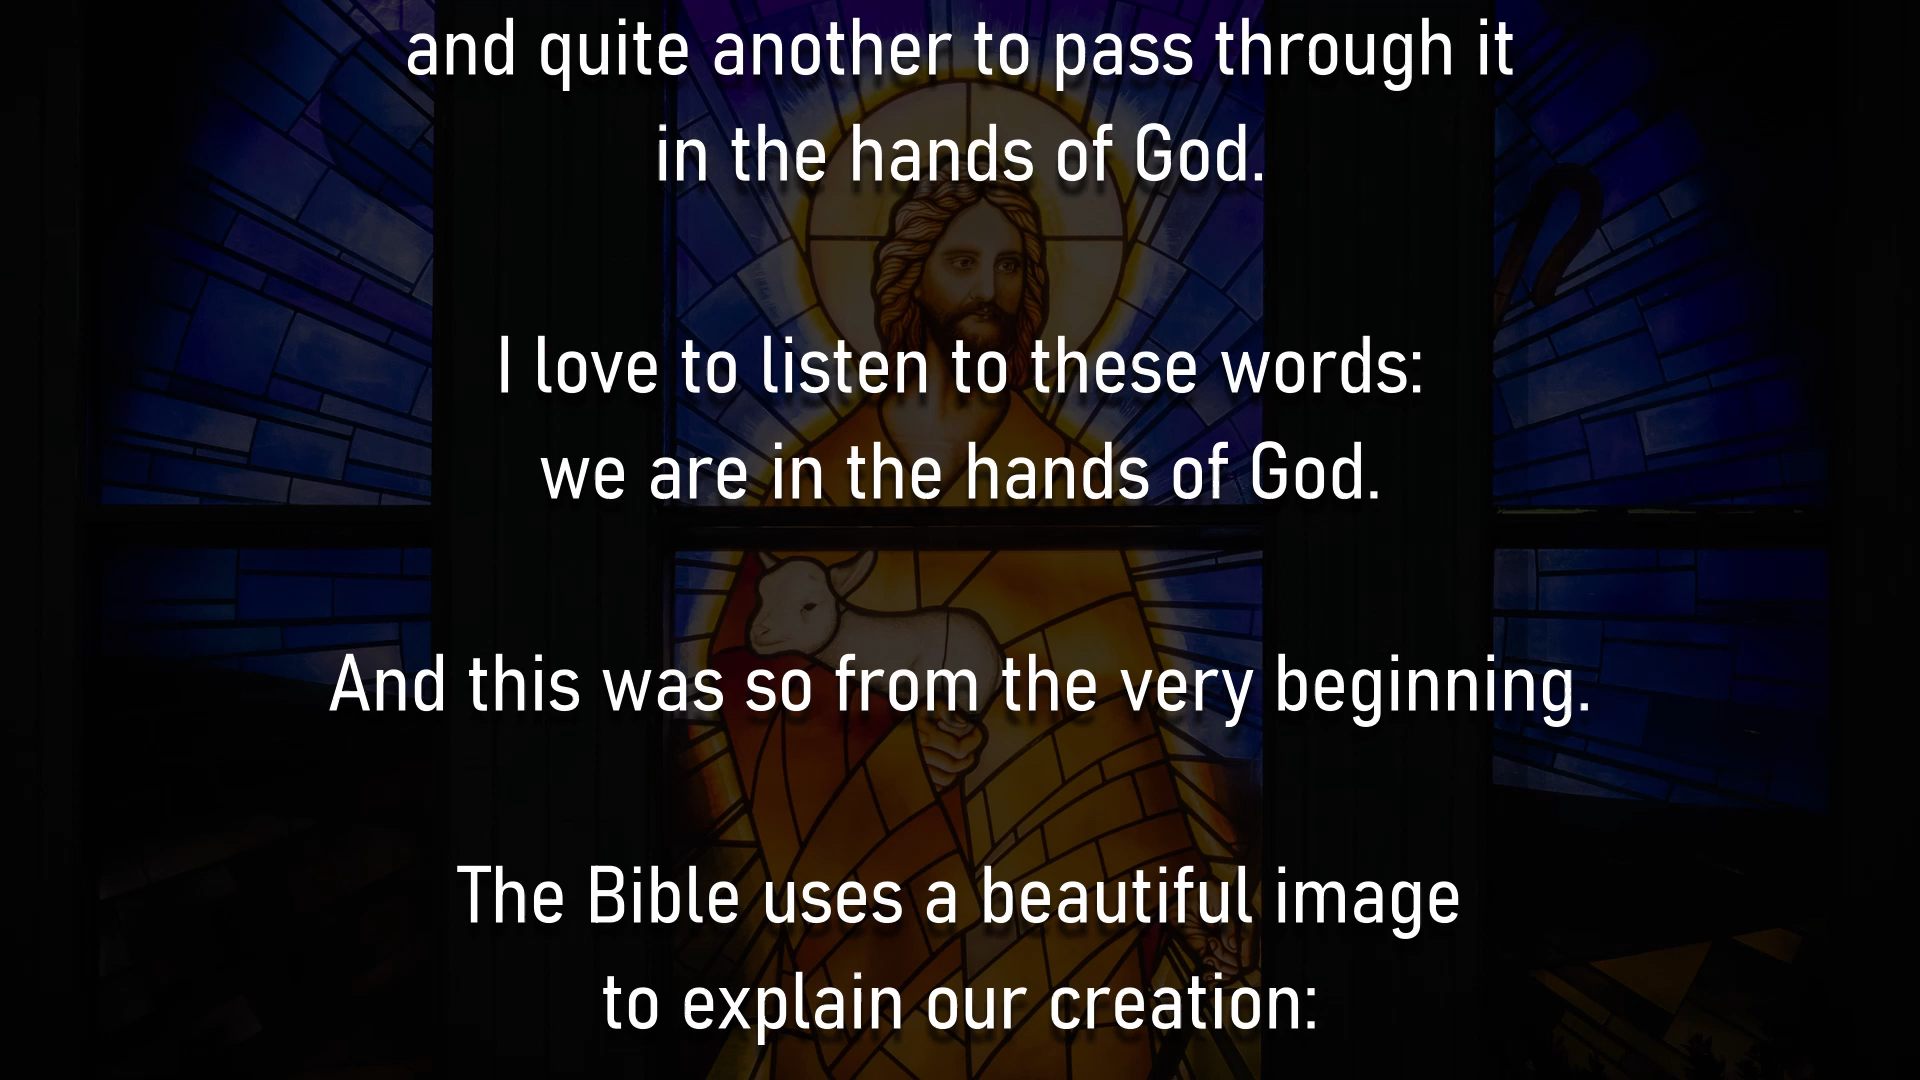 and quite another to pass through it
in the hands of God.
I love to listen to these words:
we are in the hands of God.
And this was so from the very beginning.
The Bible uses a beautiful image
to explain our creation: